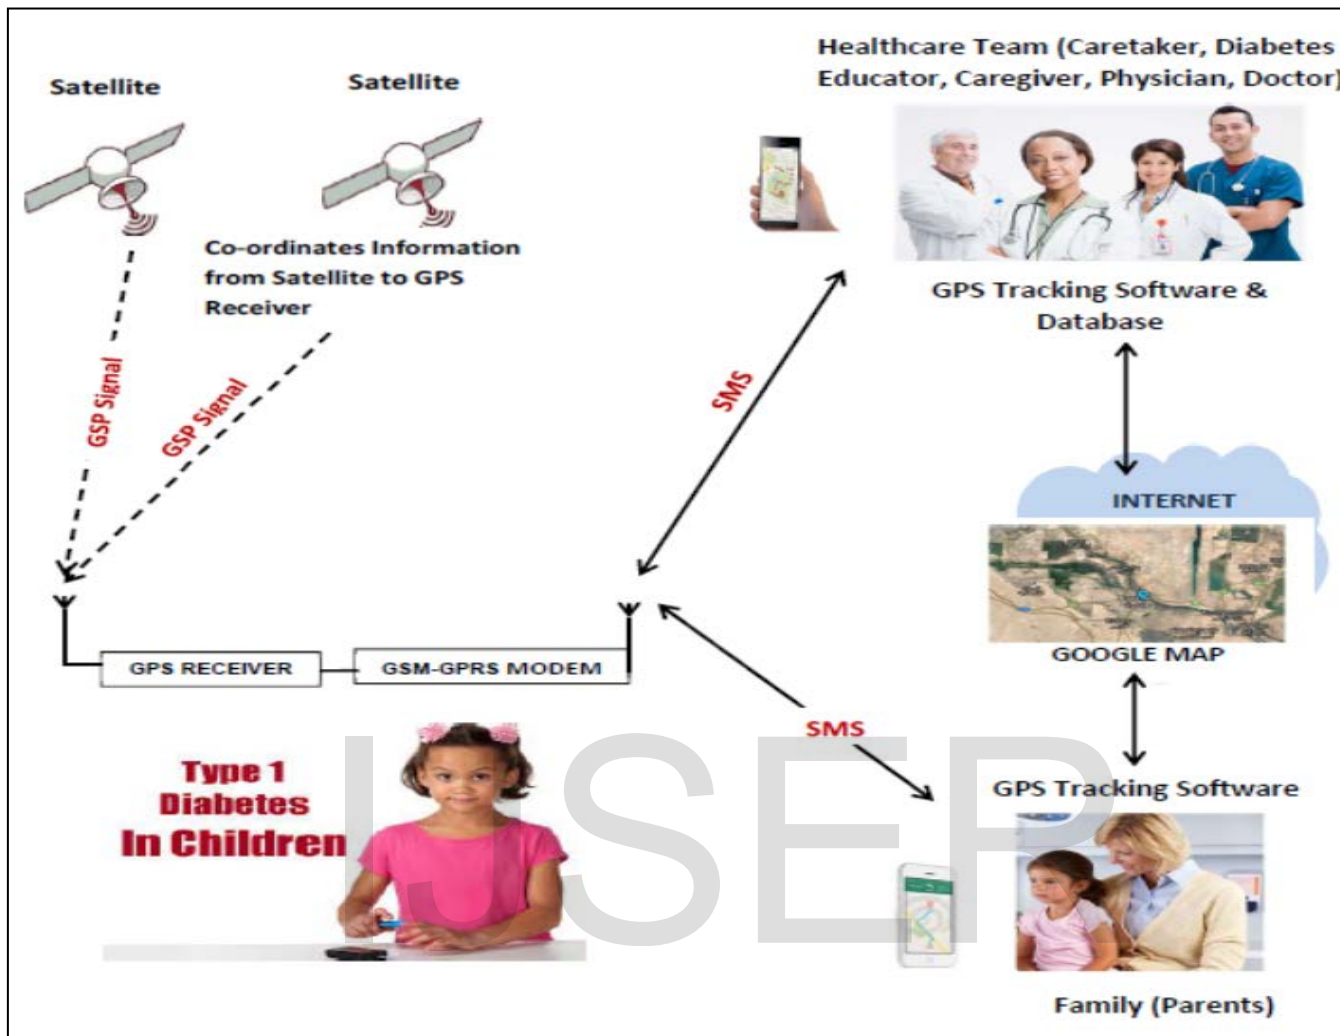 Satellite
Satellite
Co-ordinates Information
from Satellite to GPS
Receiver
GSP Signal
GSP Signal
Healthcare Team (Caretaker, Diabetes
Educator, Caregiver, Physician, Doctor)
GPS Tracking Software &
Database
SMS
INTERNET
GOOGLE MAP
GPS RECEIVER
GSM-GPRS MODEM
SMS
Type 1
Diabetes
In Children
GPS Tracking Software
Family (Parents)
IJSER